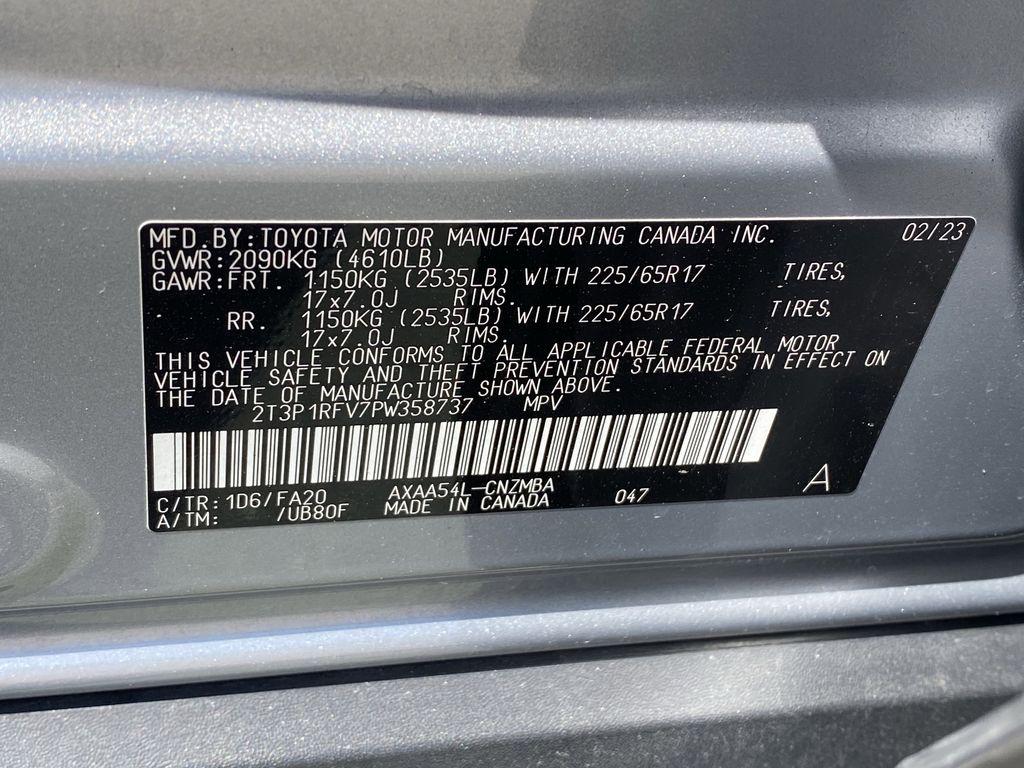 MFD. BY: TOYOTA MOTOR MANUFACTURING CANADA INC. 02/23
GVWR: 2090KG (4610LB)
GAWR: FRT. 1150KG (2535LB) WITH 225/65R17 TIRES,
17x7.0J RIMS.
RR. 1150KG (2535LB) WITH 225/65R17 TIRES,
17x7.0J RIMS.
THIS VEHICLE CONFORMS TO ALL APPLICABLE FEDERAL MOTOR
VEHICLE SAFETY AND THEFT PREVENTION STANDARDS IN EFFECT ON
THE DATE OF MANUFACTURE SHOWN ABOVE.
2T3P1RFV7PW358737 MPV
C/TR: 1D6/FA20 AXAA54L-CNZMBA 047 A
A/TM: /UB80F MADE IN CANADA